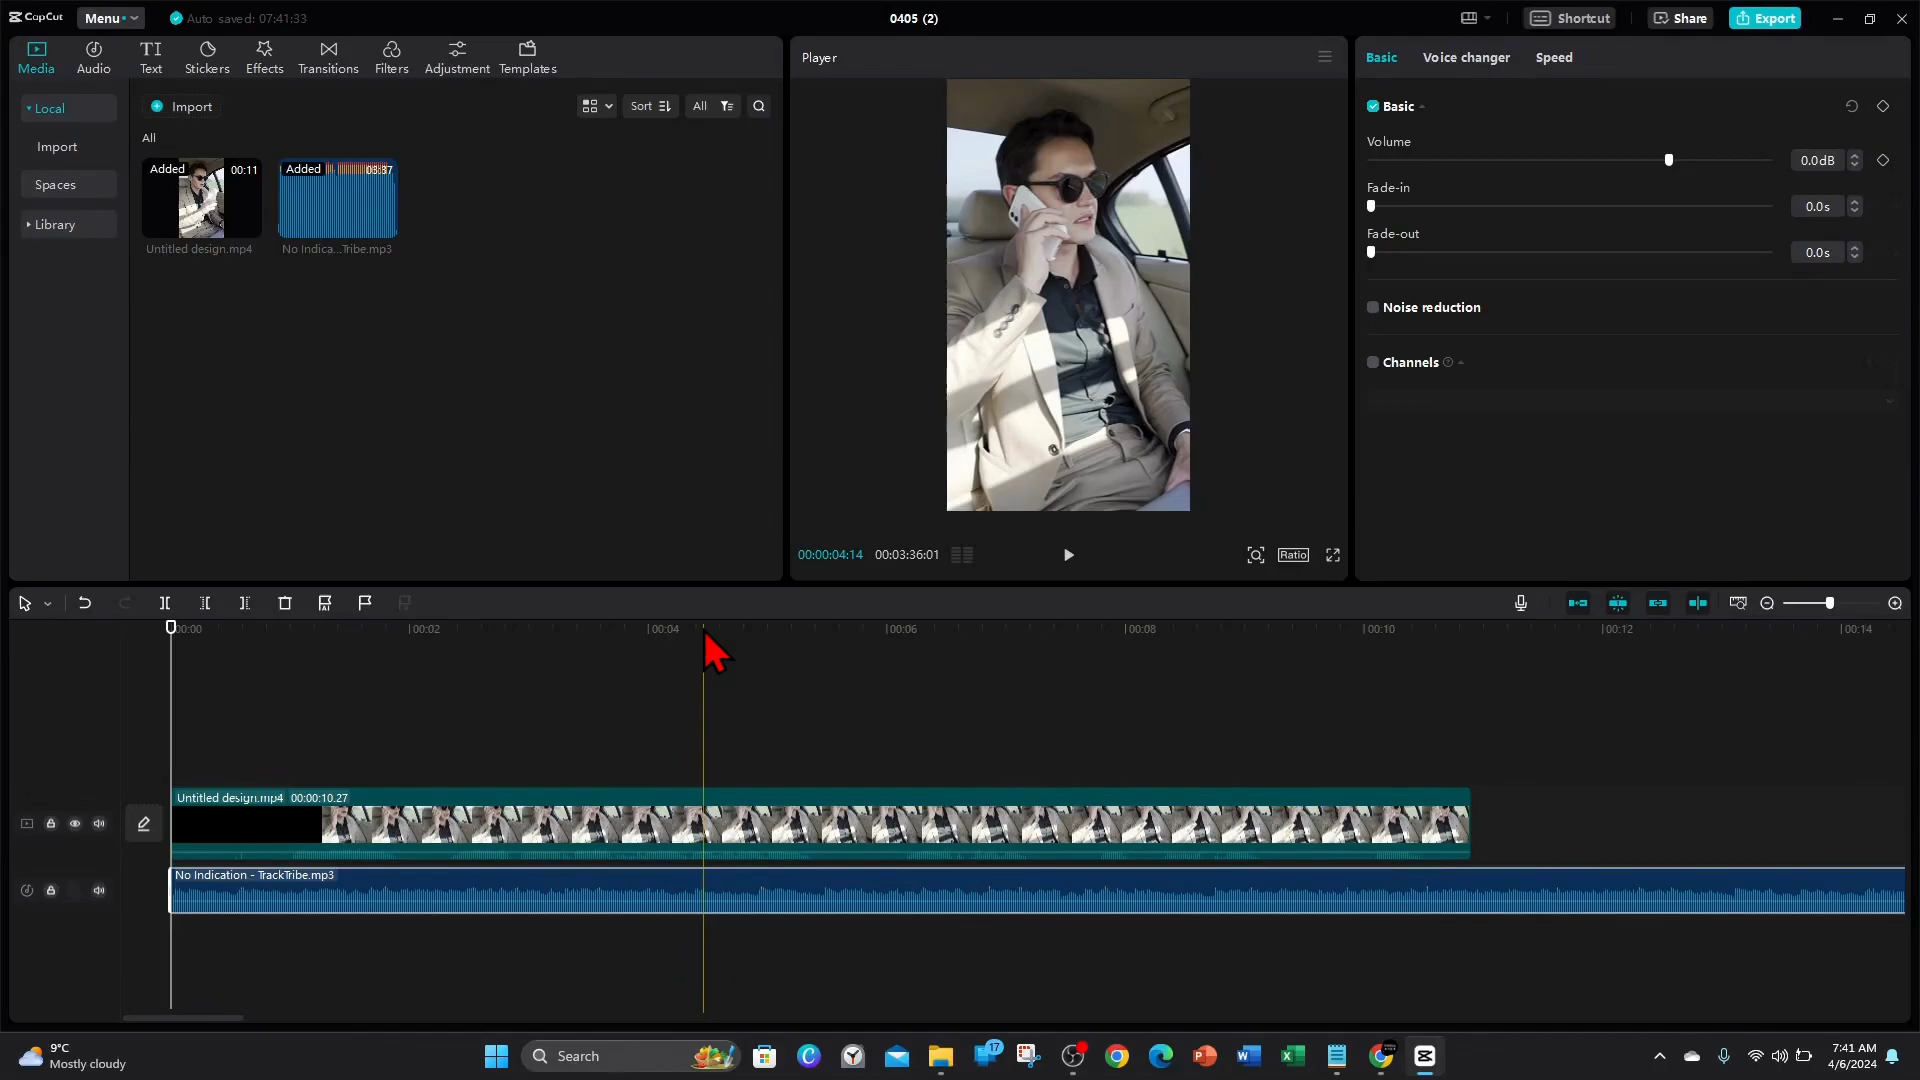 CapCut Menu Auto saved: 07:41:33 0405 (2) Shortcut Share Export
Media Audio Text Stickers Effects Transitions Filters Adjustment Templates
Local
Import
Spaces
Library
Import Sort All
All
Added 00:11
Untitled design.mp4
Added 03:37
No Indica...Tribe.mp3
Player
00:00:04:14 00:03:36:01 Ratio
Basic Voice changer Speed
Basic
Volume
0.0dB
Fade-in
0.0s
Fade-out
0.0s
Noise reduction
Channels
00:00 00:02 00:04 00:06 00:08 00:10 00:12 00:14
Untitled design.mp4 00:00:10.27
No Indication - TrackTribe.mp3
9°C
Mostly cloudy
Search
17
7:41 AM
4/6/2024